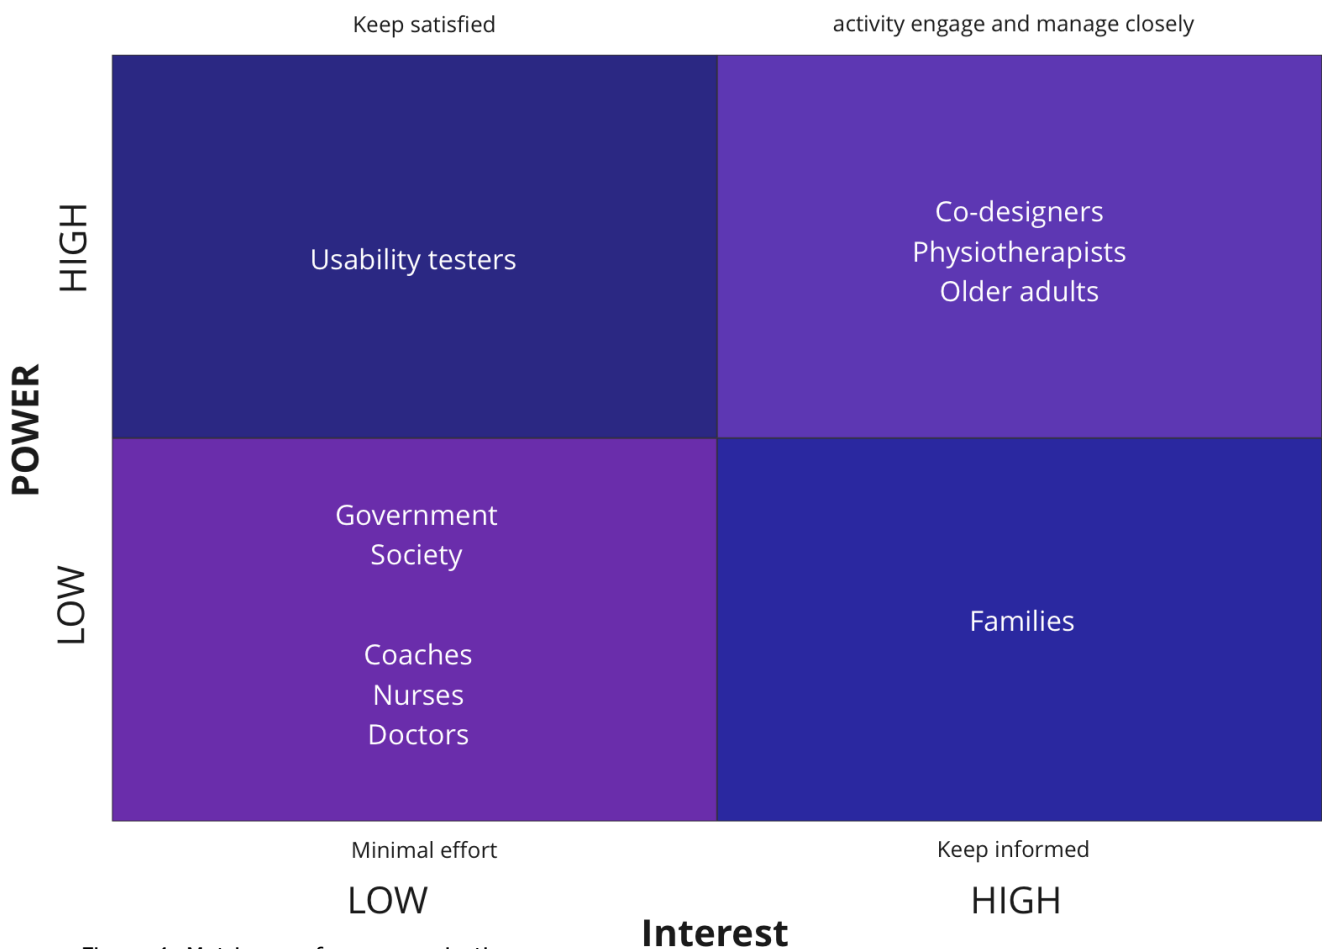 Keep satisfied
activity engage and manage closely
HIGH
Usability testers
Co-designers
Physiotherapists
Older adults
POWER
LOW
Government
Society
Coaches
Nurses
Doctors
Families
Minimal effort
Keep informed
LOW
HIGH
Interest